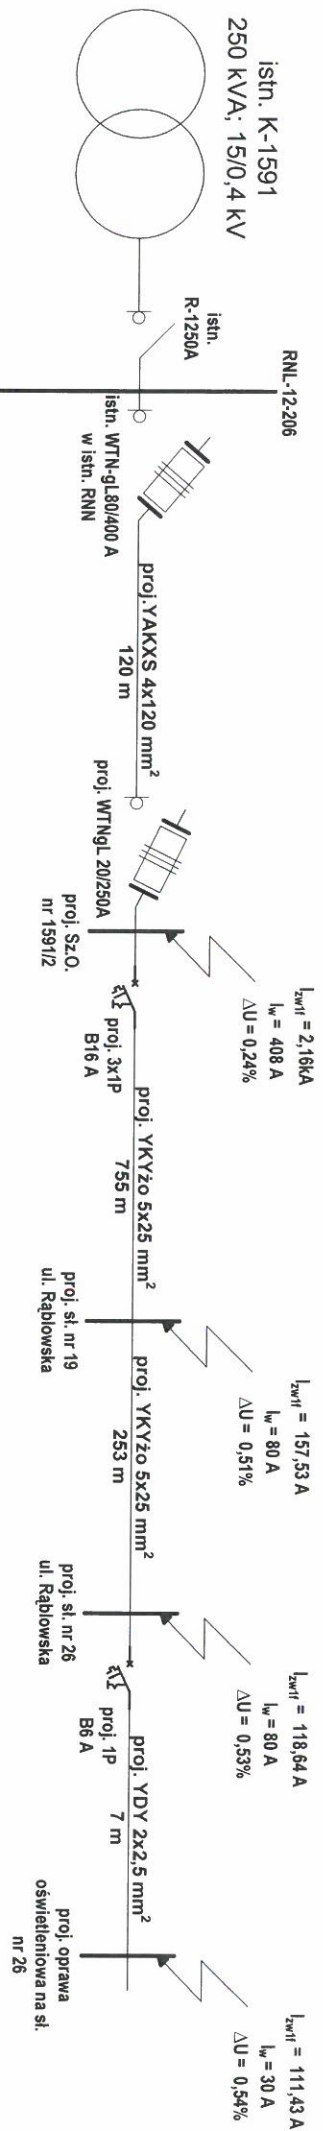 istn. K-1591
250 kVA; 15/0,4 kV
istn.
R-1250A
RNL-12-206
istn. WTN-gL80/400 A
w istn. RNN
proj.YAKXS 4x120 mm²
120 m
proj. WTNgL 20/250A
proj. Sz.O.
nr 1591/2
Izw1f = 2,16kA
Iw = 408 A
ΔU = 0,24%
proj. 3x1P
B16 A
proj. YKYżo 5x25 mm²
755 m
proj. sł. nr 19
ul. Rąblowska
Izw1f = 157,53 A
Iw = 80 A
ΔU = 0,51%
proj. YKYżo 5x25 mm²
253 m
proj. sł. nr 26
ul. Rąblowska
Izw1f = 118,64 A
Iw = 80 A
ΔU = 0,53%
proj. 1P
B6 A
proj. YDY 2x2,5 mm²
7 m
proj. oprawa
oświetleniowa na sł.
nr 26
Izw1f = 111,43 A
Iw = 30 A
ΔU = 0,54%